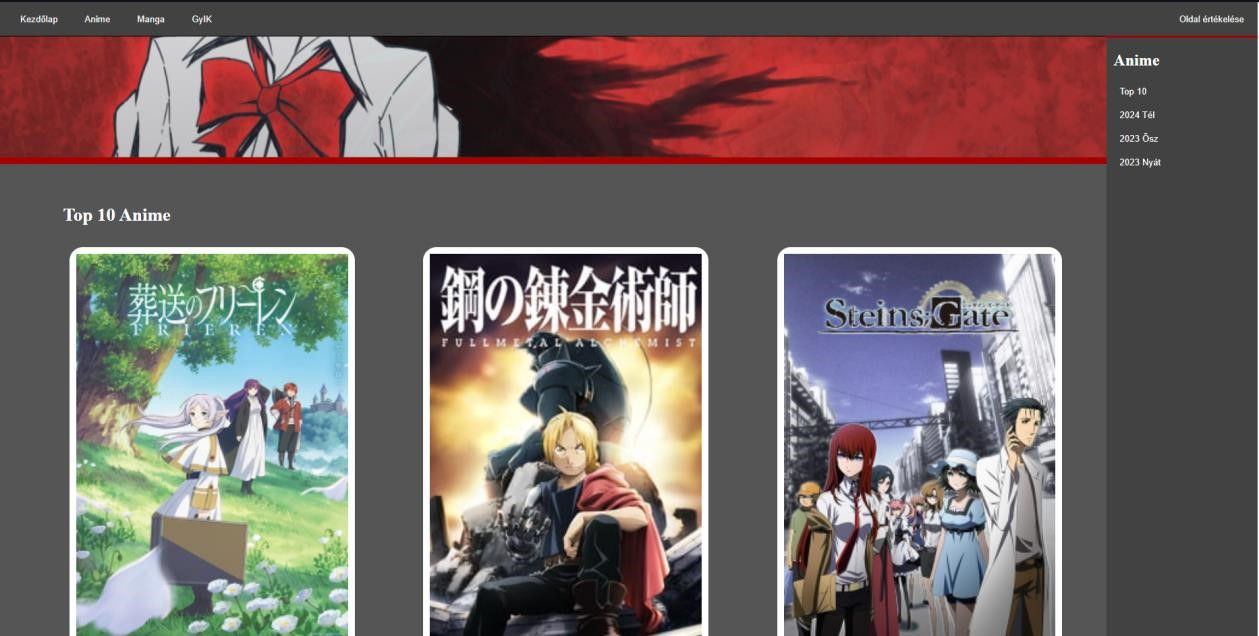 Kezdőlap Anime Manga GyIK Oldal értékelése
Anime
Top 10
2024 Tél
2023 Ősz
2023 Nyát
Top 10 Anime
葬送のフリーレン
FRIEREN
鋼の錬金術師
FULLMETAL ALCHEMIST
Steins;Gate